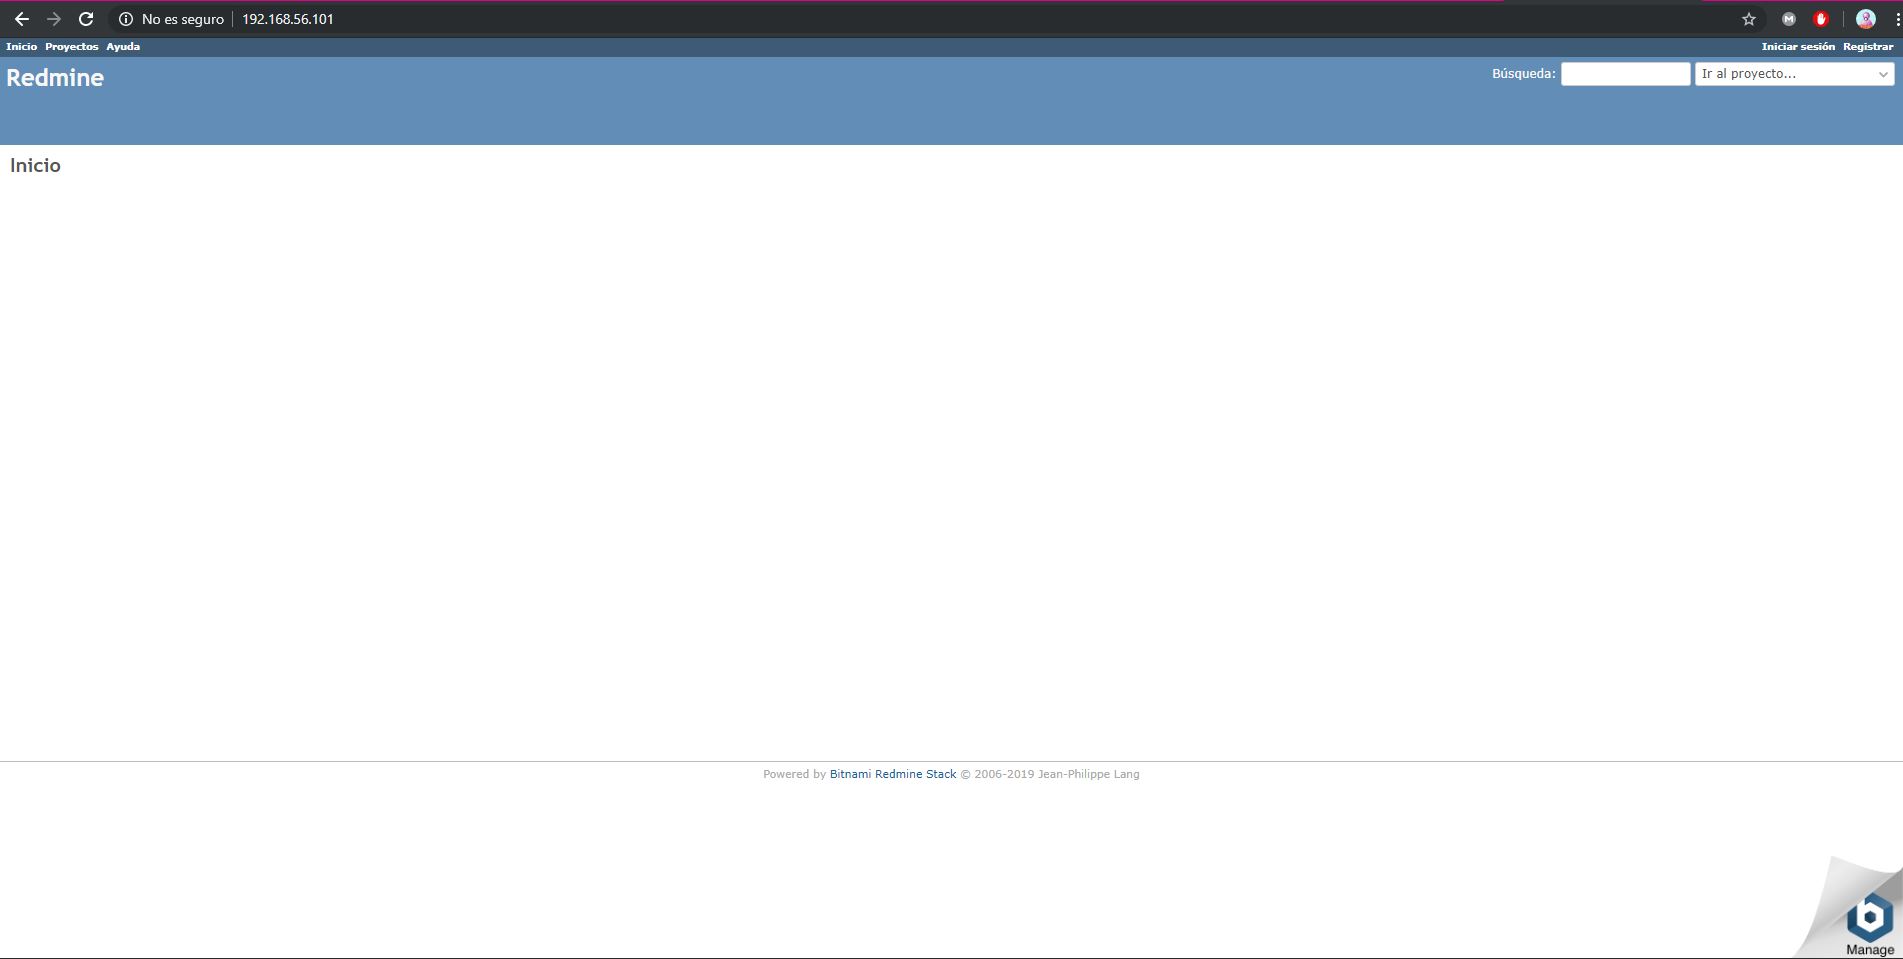 No es seguro 192.168.56.101
Inicio Proyectos Ayuda Iniciar sesión Registrar
Redmine Búsqueda: Ir al proyecto...
Inicio
Powered by Bitnami Redmine Stack © 2006-2019 Jean-Philippe Lang
b
Manage